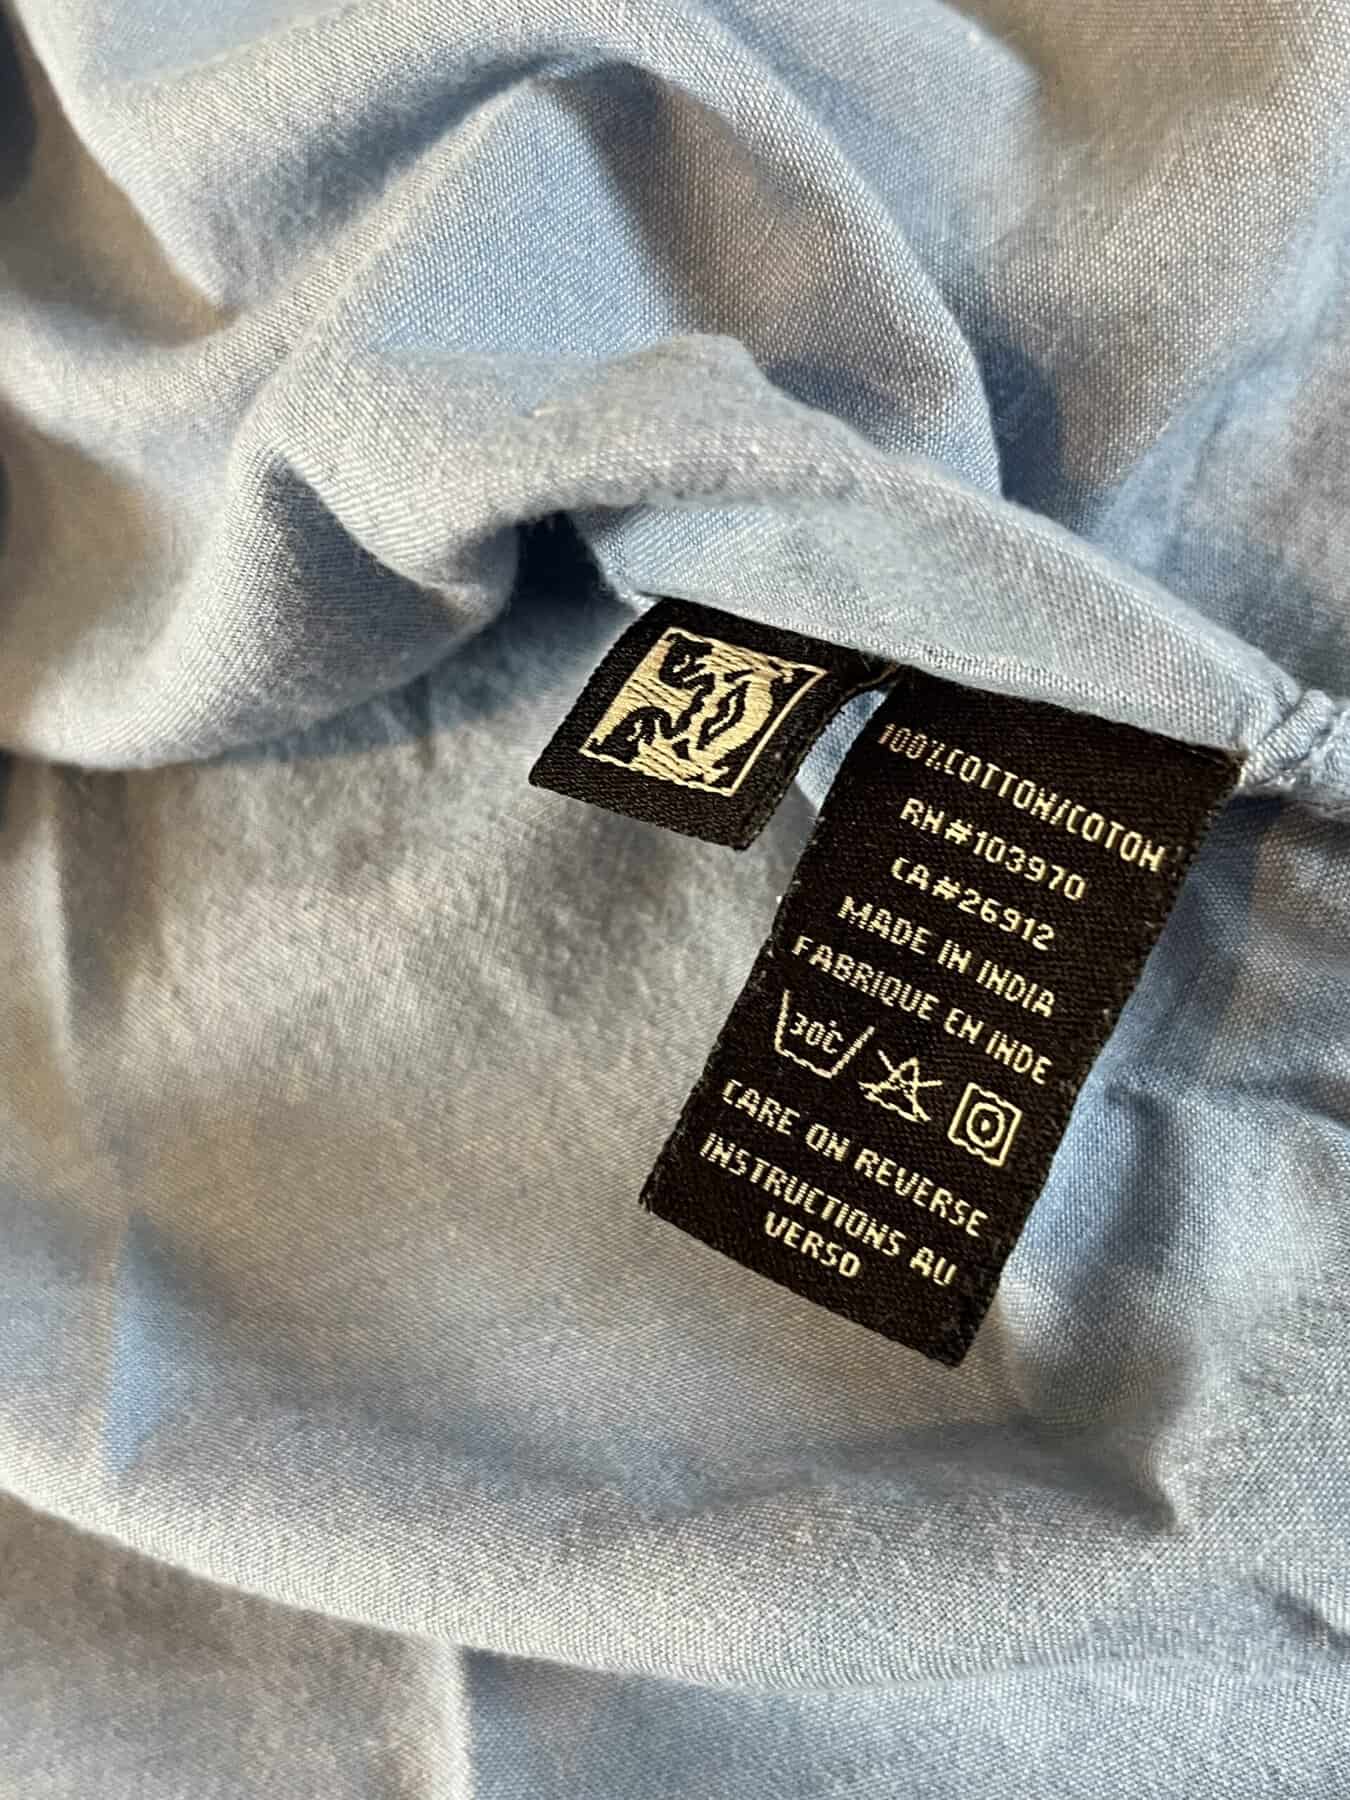 100% COTTON/COTON
RN#103970
CA#26912
MADE IN INDIA
FABRIQUE EN INDE
30°C
CARE ON REVERSE
INSTRUCTIONS AU
VERSO